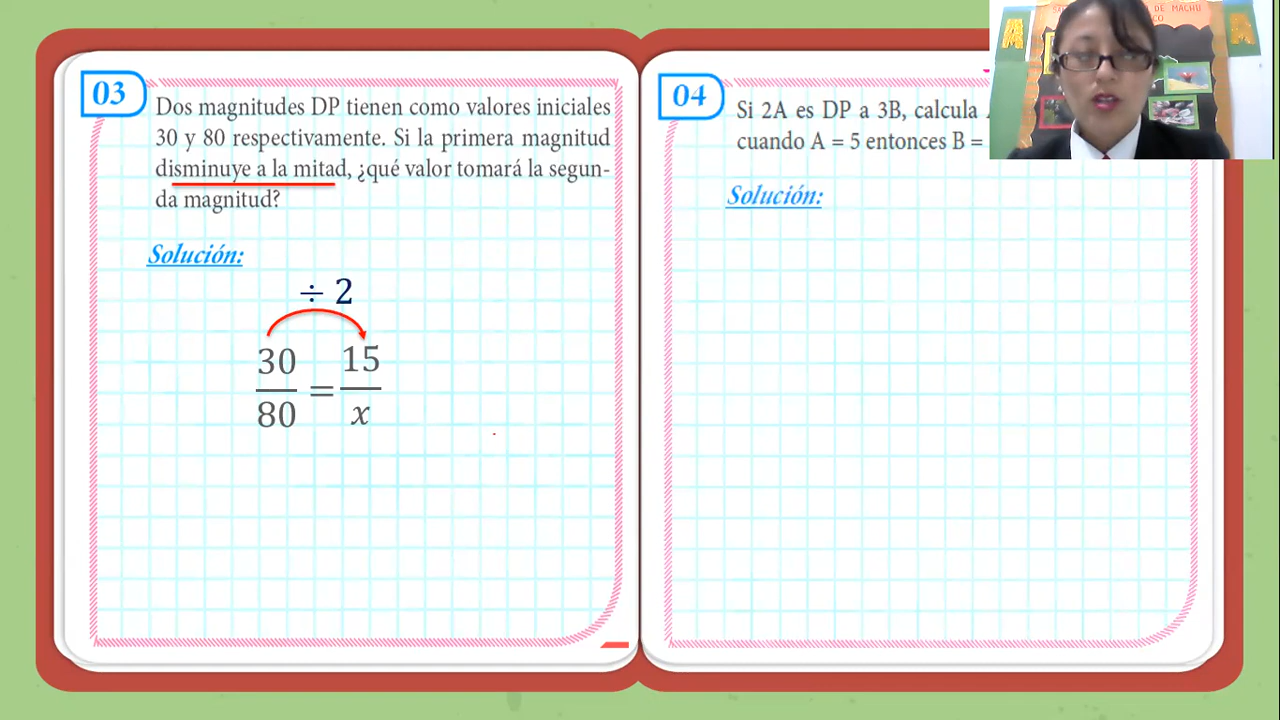 03
Dos magnitudes DP tienen como valores iniciales
30 y 80 respectivamente. Si la primera magnitud
disminuye a la mitad, ¿qué valor tomará la segun-
da magnitud?
Solución:
÷ 2
30/80 = 15/x
04
Si 2A es DP a 3B, calcula
cuando A = 5 entonces B =
Solución:
DE MACHU